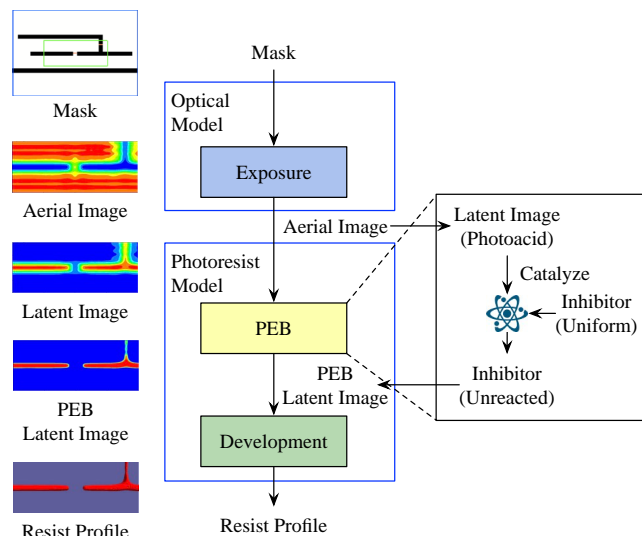 Mask
Aerial Image
Latent Image
PEB
Latent Image
Resist Profile
Mask
Optical
Model
Exposure
Aerial Image
Photoresist
Model
PEB
PEB
Latent Image
Development
Resist Profile
Latent Image
(Photoacid)
Catalyze
Inhibitor
(Uniform)
Inhibitor
(Unreacted)